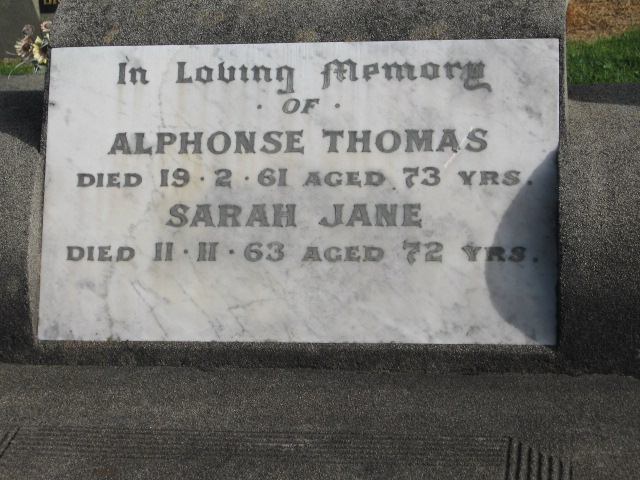 In Loving Memory
· OF ·
ALPHONSE THOMAS
DIED 19·2·61 AGED 73 YRS.
SARAH JANE
DIED 11·11·63 AGED 72 YRS.